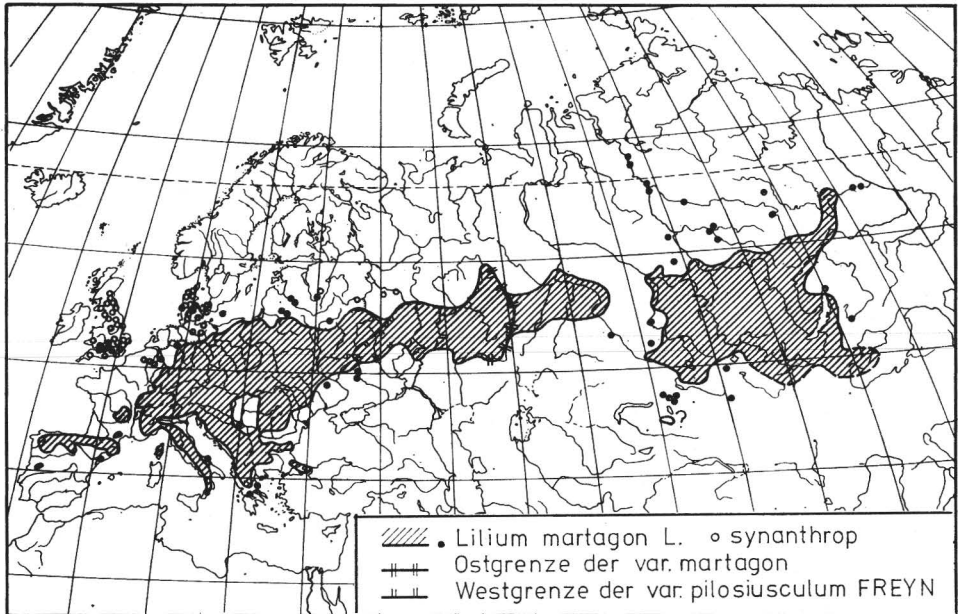 Lilium martagon L. synanthrop
Ostgrenze der var. martagon
Westgrenze der var. pilosiusculum FREYN